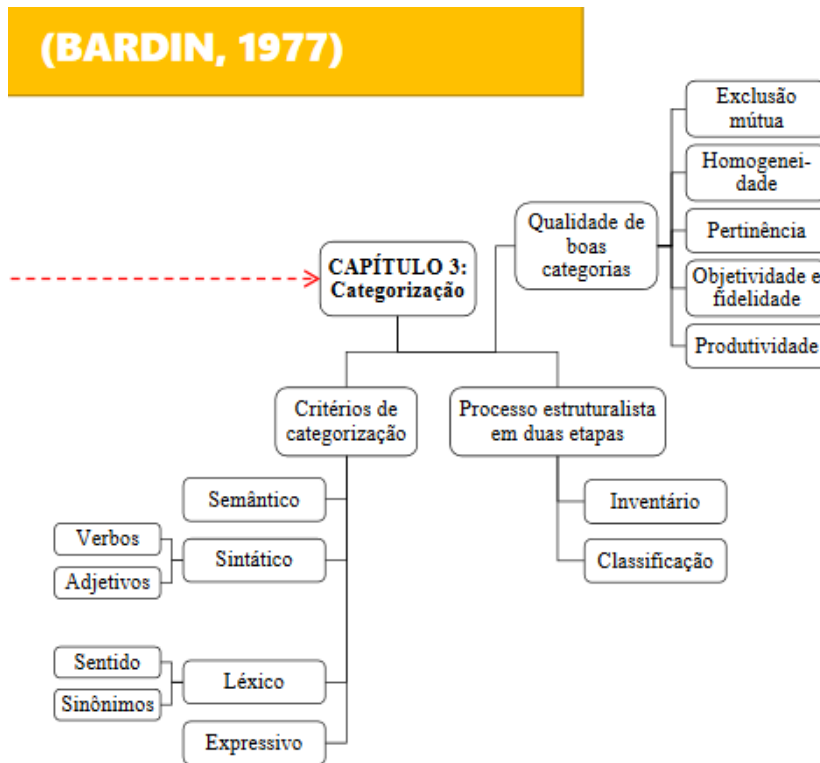 (BARDIN, 1977)
Exclusão
mútua
Homogenei-
dade
Pertinência
Objetividade e
fidelidade
Produtividade
Qualidade de
boas
categorias
CAPÍTULO 3:
Categorização
Critérios de
categorização
Processo estruturalista
em duas etapas
Semântico
Sintático
Verbos
Adjetivos
Léxico
Sentido
Sinônimos
Expressivo
Inventário
Classificação